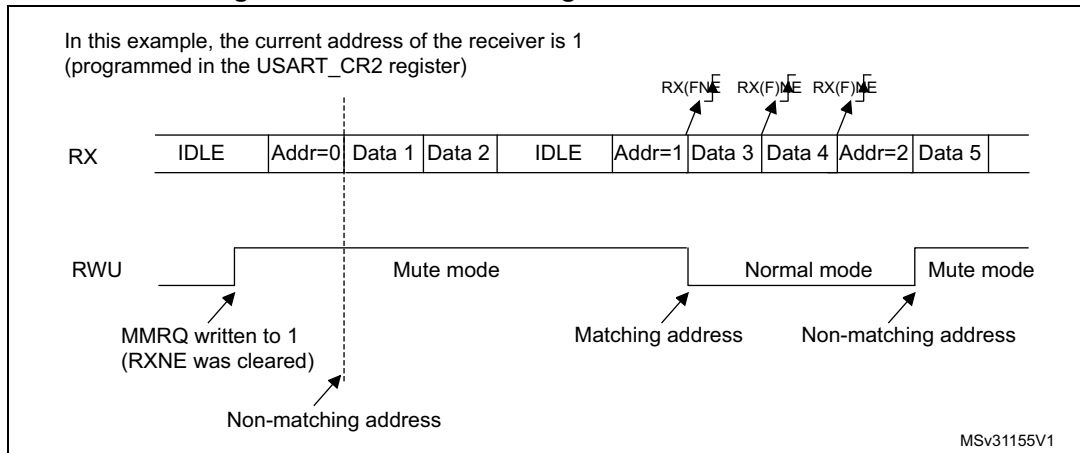 In this example, the current address of the receiver is 1
(programmed in the USART_CR2 register)
RX(FNE RX(F)NE RX(F)NE
RX IDLE Addr=0 Data 1 Data 2 IDLE Addr=1 Data 3 Data 4 Addr=2 Data 5
RWU Mute mode Normal mode Mute mode
MMRQ written to 1 Matching address Non-matching address
(RXNE was cleared)
Non-matching address
MSv31155V1